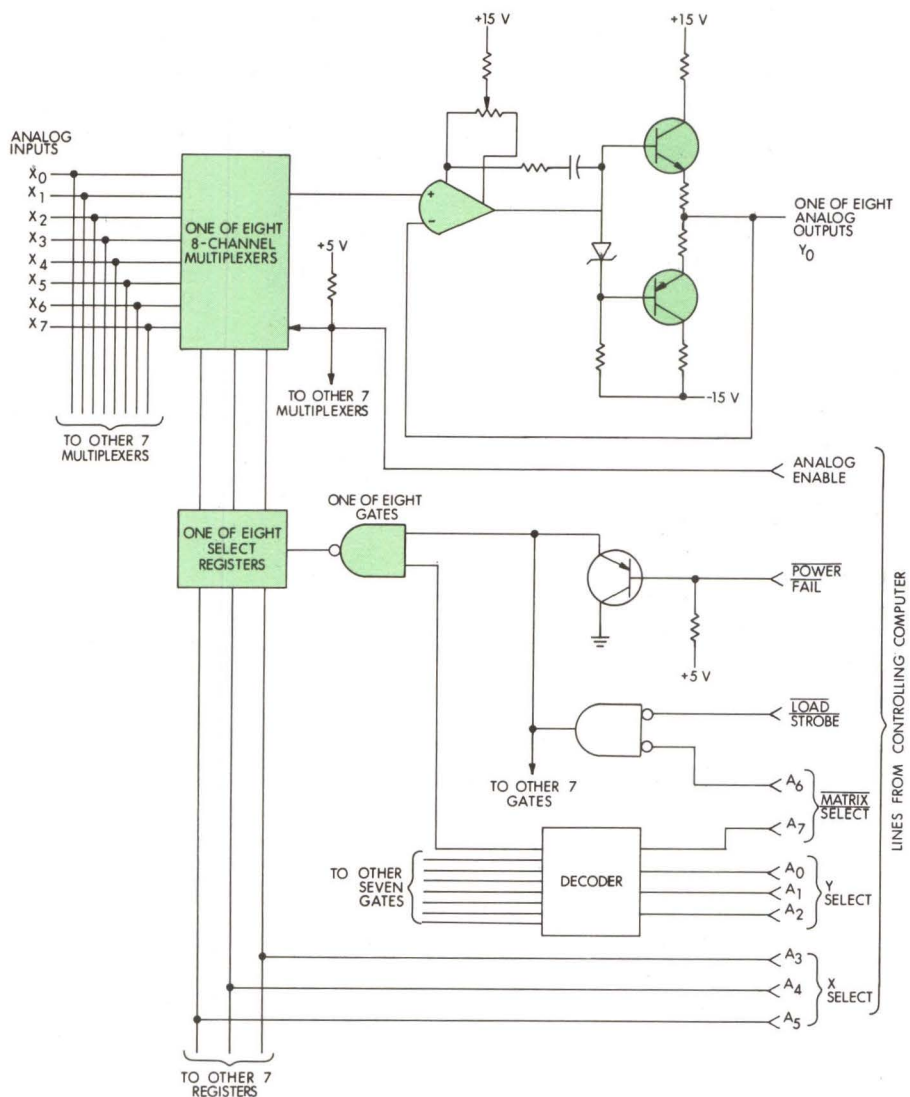 +15 V
+15 V
ANALOG
INPUTS
X0
X1
X2
X3
X4
X5
X6
X7
ONE OF EIGHT
8-CHANNEL
MULTIPLEXERS
+
-
+5 V
ONE OF EIGHT
ANALOG
OUTPUTS
Y0
TO OTHER 7
MULTIPLEXERS
-15 V
TO OTHER 7
MULTIPLEXERS
ANALOG
ENABLE
ONE OF EIGHT
GATES
ONE OF EIGHT
SELECT
REGISTERS
POWER
FAIL
+5 V
LOAD
STROBE
TO OTHER 7
GATES
A6
A7
MATRIX
SELECT
TO OTHER
SEVEN
GATES
DECODER
A0
A1
A2
Y
SELECT
A3
A4
A5
X
SELECT
LINES FROM CONTROLLING COMPUTER
TO OTHER 7
REGISTERS